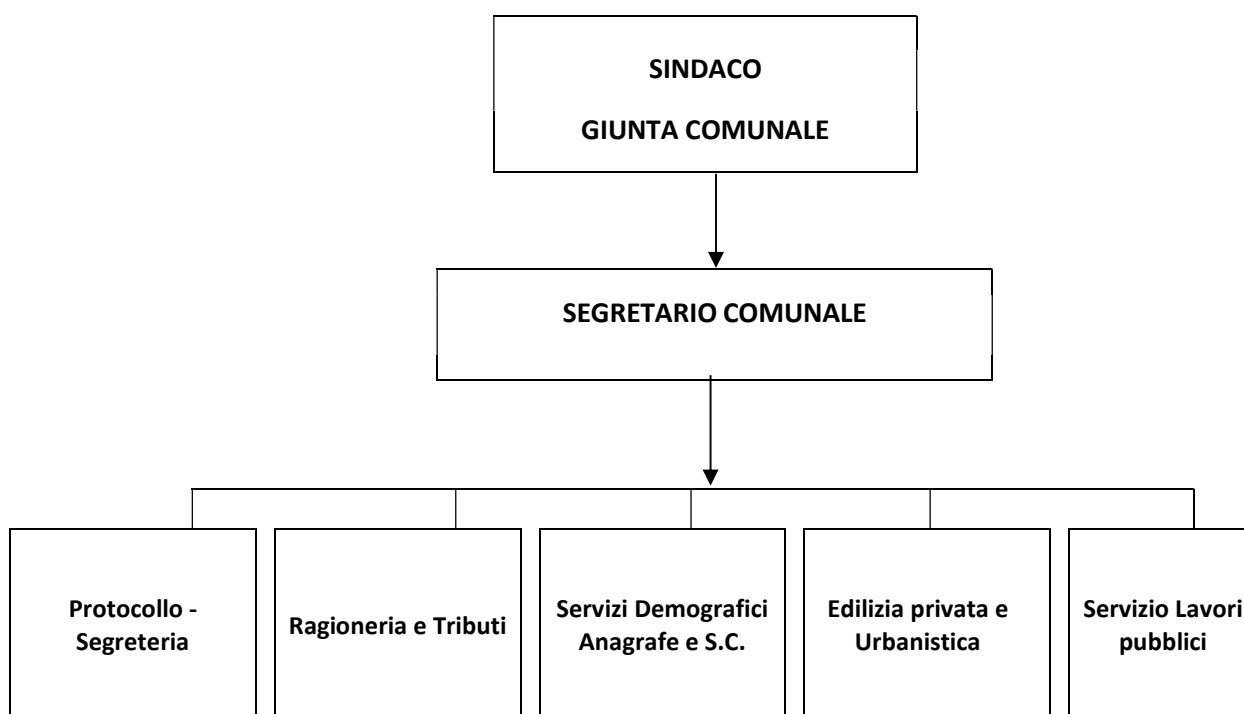 SINDACO
GIUNTA COMUNALE
SEGRETARIO COMUNALE
Protocollo -
Segreteria
Ragioneria e Tributi
Servizi Demografici
Anagrafe e S.C.
Edilizia privata e
Urbanistica
Servizio Lavori
pubblici